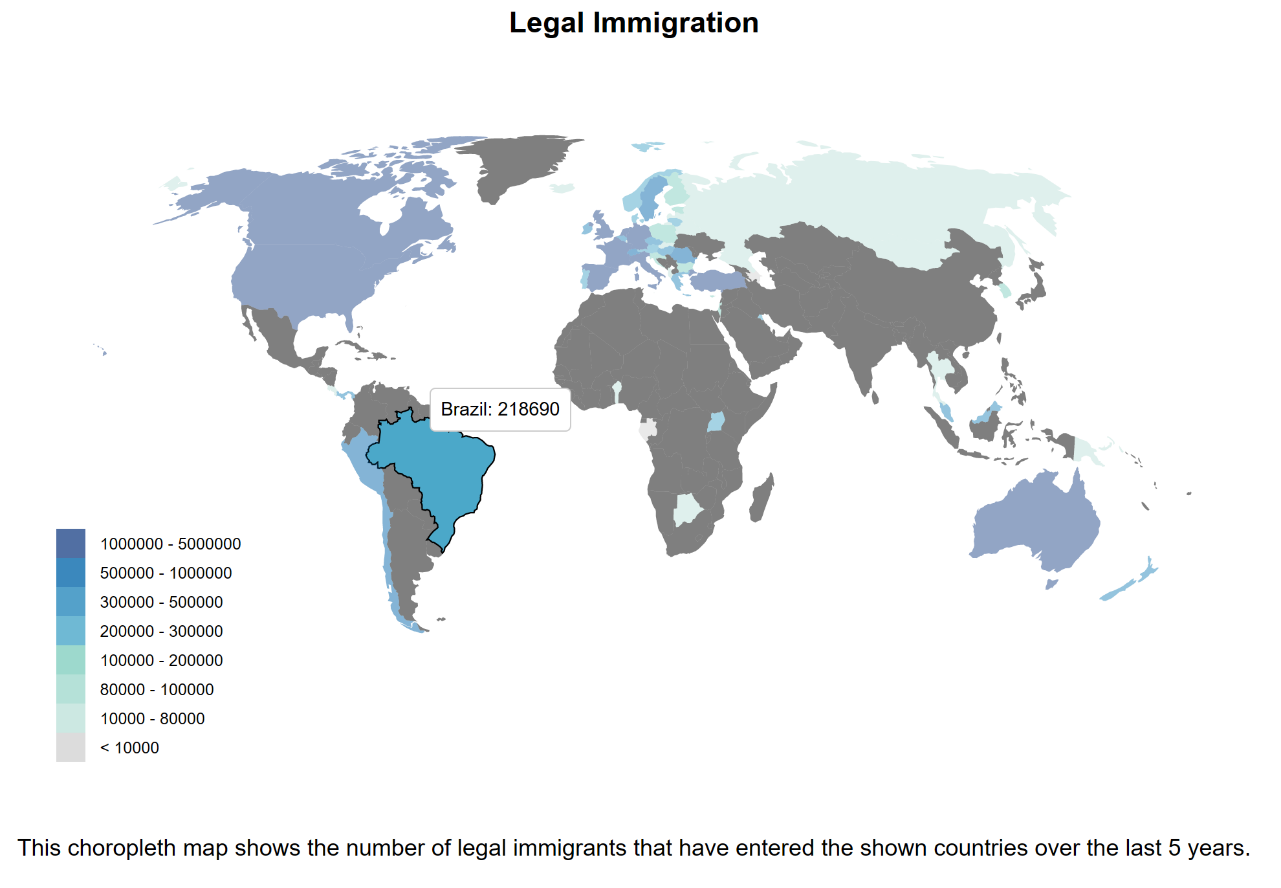 Legal Immigration
Brazil: 218690
1000000 - 5000000
500000 - 1000000
300000 - 500000
200000 - 300000
100000 - 200000
80000 - 100000
10000 - 80000
< 10000
This choropleth map shows the number of legal immigrants that have entered the shown countries over the last 5 years.